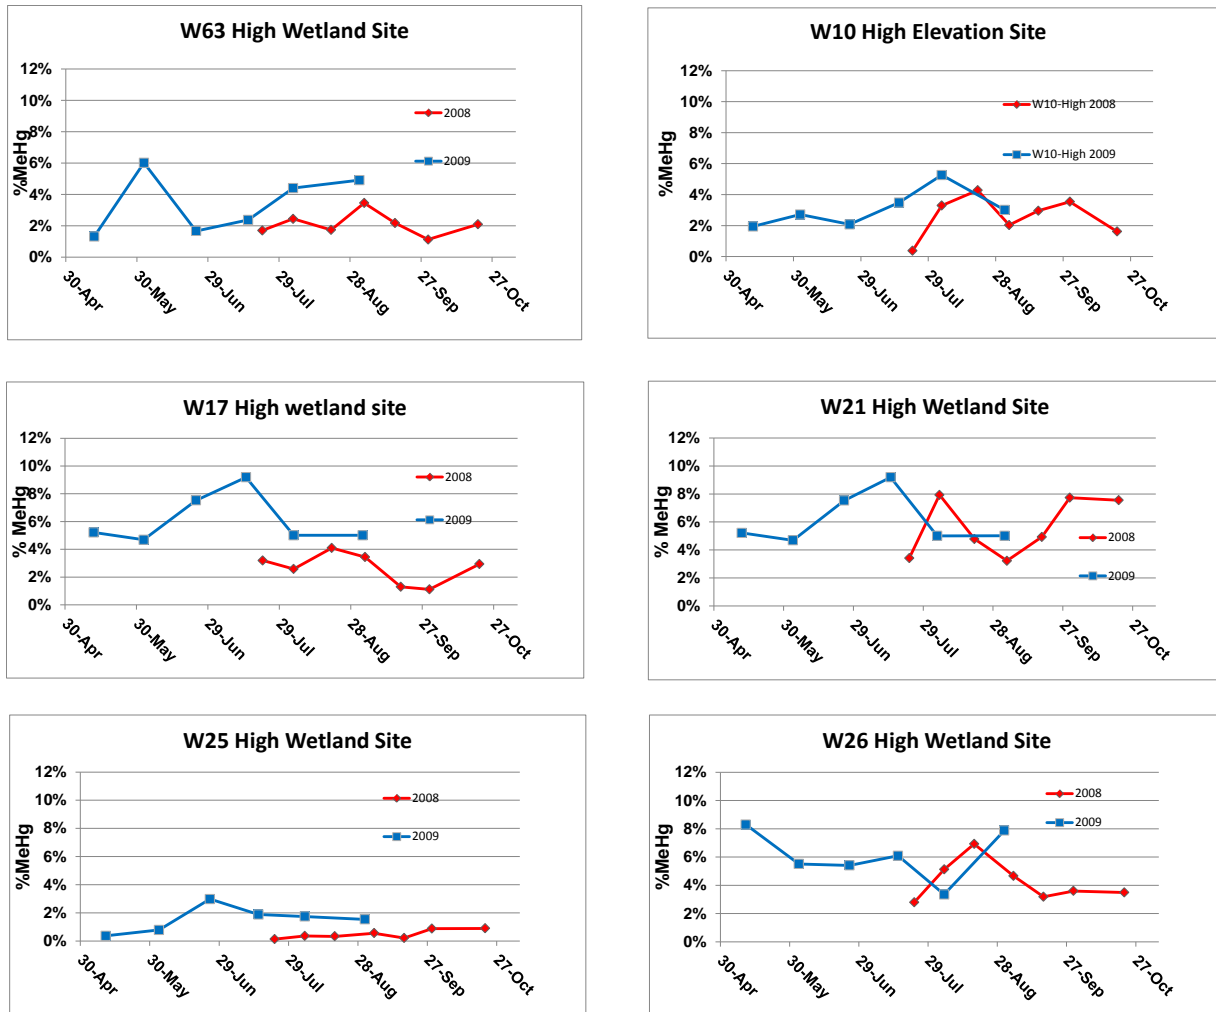 W63 High Wetland Site
12%
10%
8%
6%
4%
2%
0%
%MeHg
2008
2009
30-Apr
30-May
29-Jun
29-Jul
28-Aug
27-Sep
27-Oct
W10 High Elevation Site
12%
10%
8%
6%
4%
2%
0%
W10-High 2008
W10-High 2009
30-Apr
30-May
29-Jun
29-Jul
28-Aug
27-Sep
27-Oct
W17 High wetland site
12%
10%
8%
6%
4%
2%
0%
% MeHg
2008
2009
30-Apr
30-May
29-Jun
29-Jul
28-Aug
27-Sep
27-Oct
W21 High Wetland Site
12%
10%
8%
6%
4%
2%
0%
2008
2009
30-Apr
30-May
29-Jun
29-Jul
28-Aug
27-Sep
27-Oct
W25 High Wetland Site
12%
10%
8%
6%
4%
2%
0%
%MeHg
2008
2009
30-Apr
30-May
29-Jun
29-Jul
28-Aug
27-Sep
27-Oct
W26 High Wetland Site
12%
10%
8%
6%
4%
2%
0%
%MeHg
2008
2009
30-Apr
30-May
29-Jun
29-Jul
28-Aug
27-Sep
27-Oct